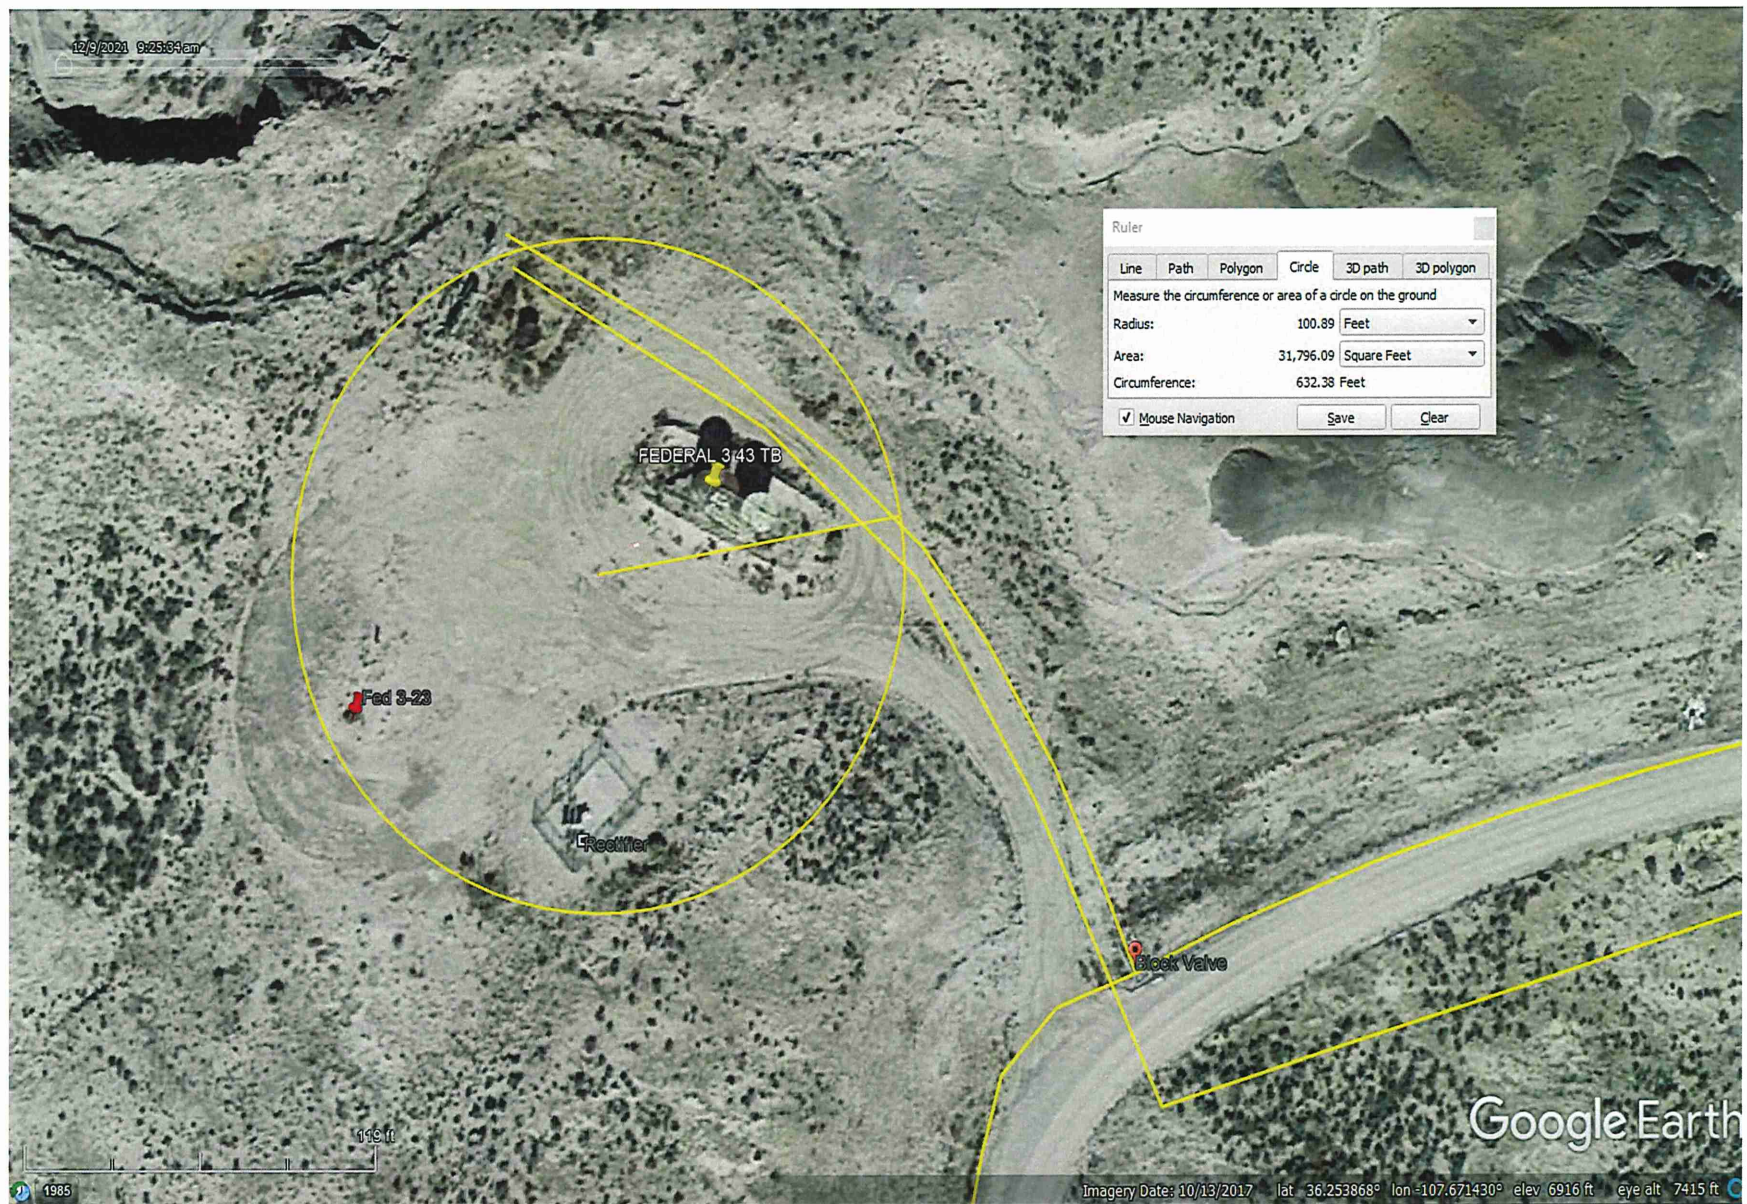 12/9/2021 9:25:34 am
Ruler
Line Path Polygon Circle 3D path 3D polygon
Measure the circumference or area of a circle on the ground
Radius: 100.89 Feet
Area: 31,796.09 Square Feet
Circumference: 632.38 Feet
Mouse Navigation Save Clear
FEDERAL 3 43 TB
Fed 3-23
Rectifier
Block Valve
Google Earth
119 ft
1985
Imagery Date: 10/13/2017 lat 36.253868° lon -107.671430° elev 6916 ft eye alt 7415 ft